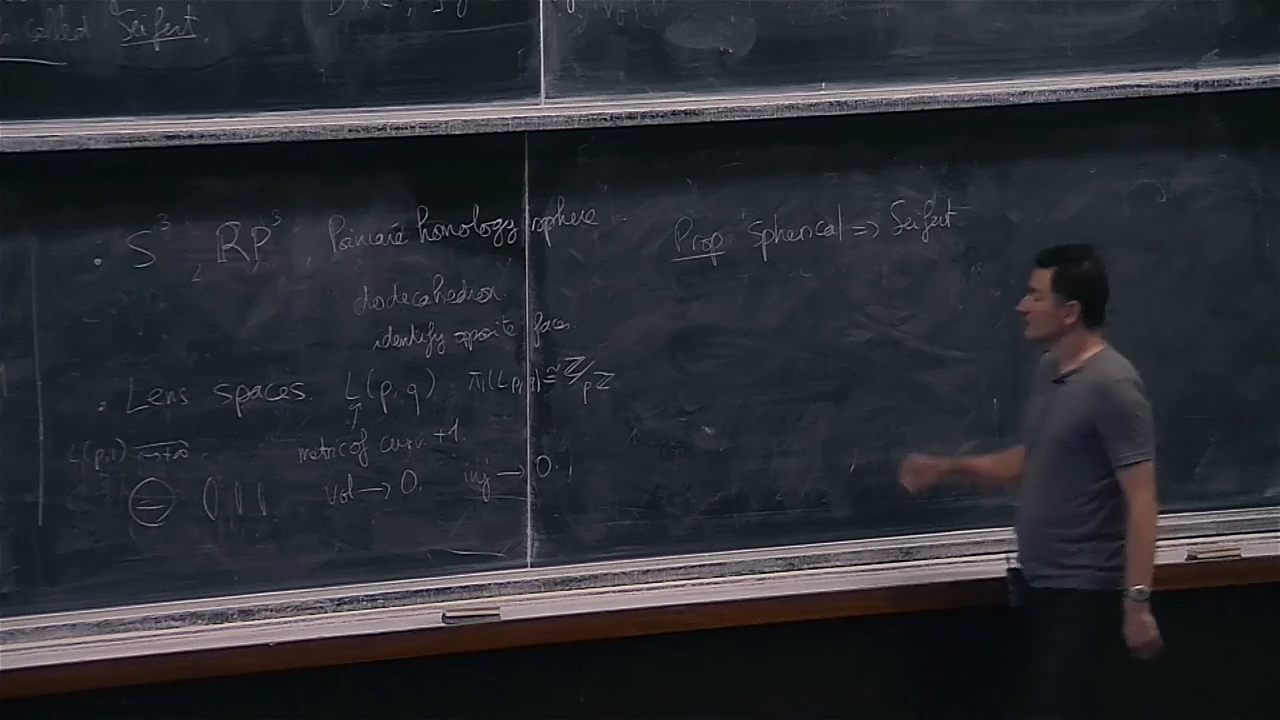 called Seifert.
• S³, RP³, Poincaré homology sphere
dodecahedron
identify opposite faces.
• Lens spaces. L(p,q). π₁(L(p,q)) ≅ ℤ/pℤ
L(p,1)
metric of curv. +1.
vol → 0. inj → 0.
Prop. Spherical ⇒ Seifert